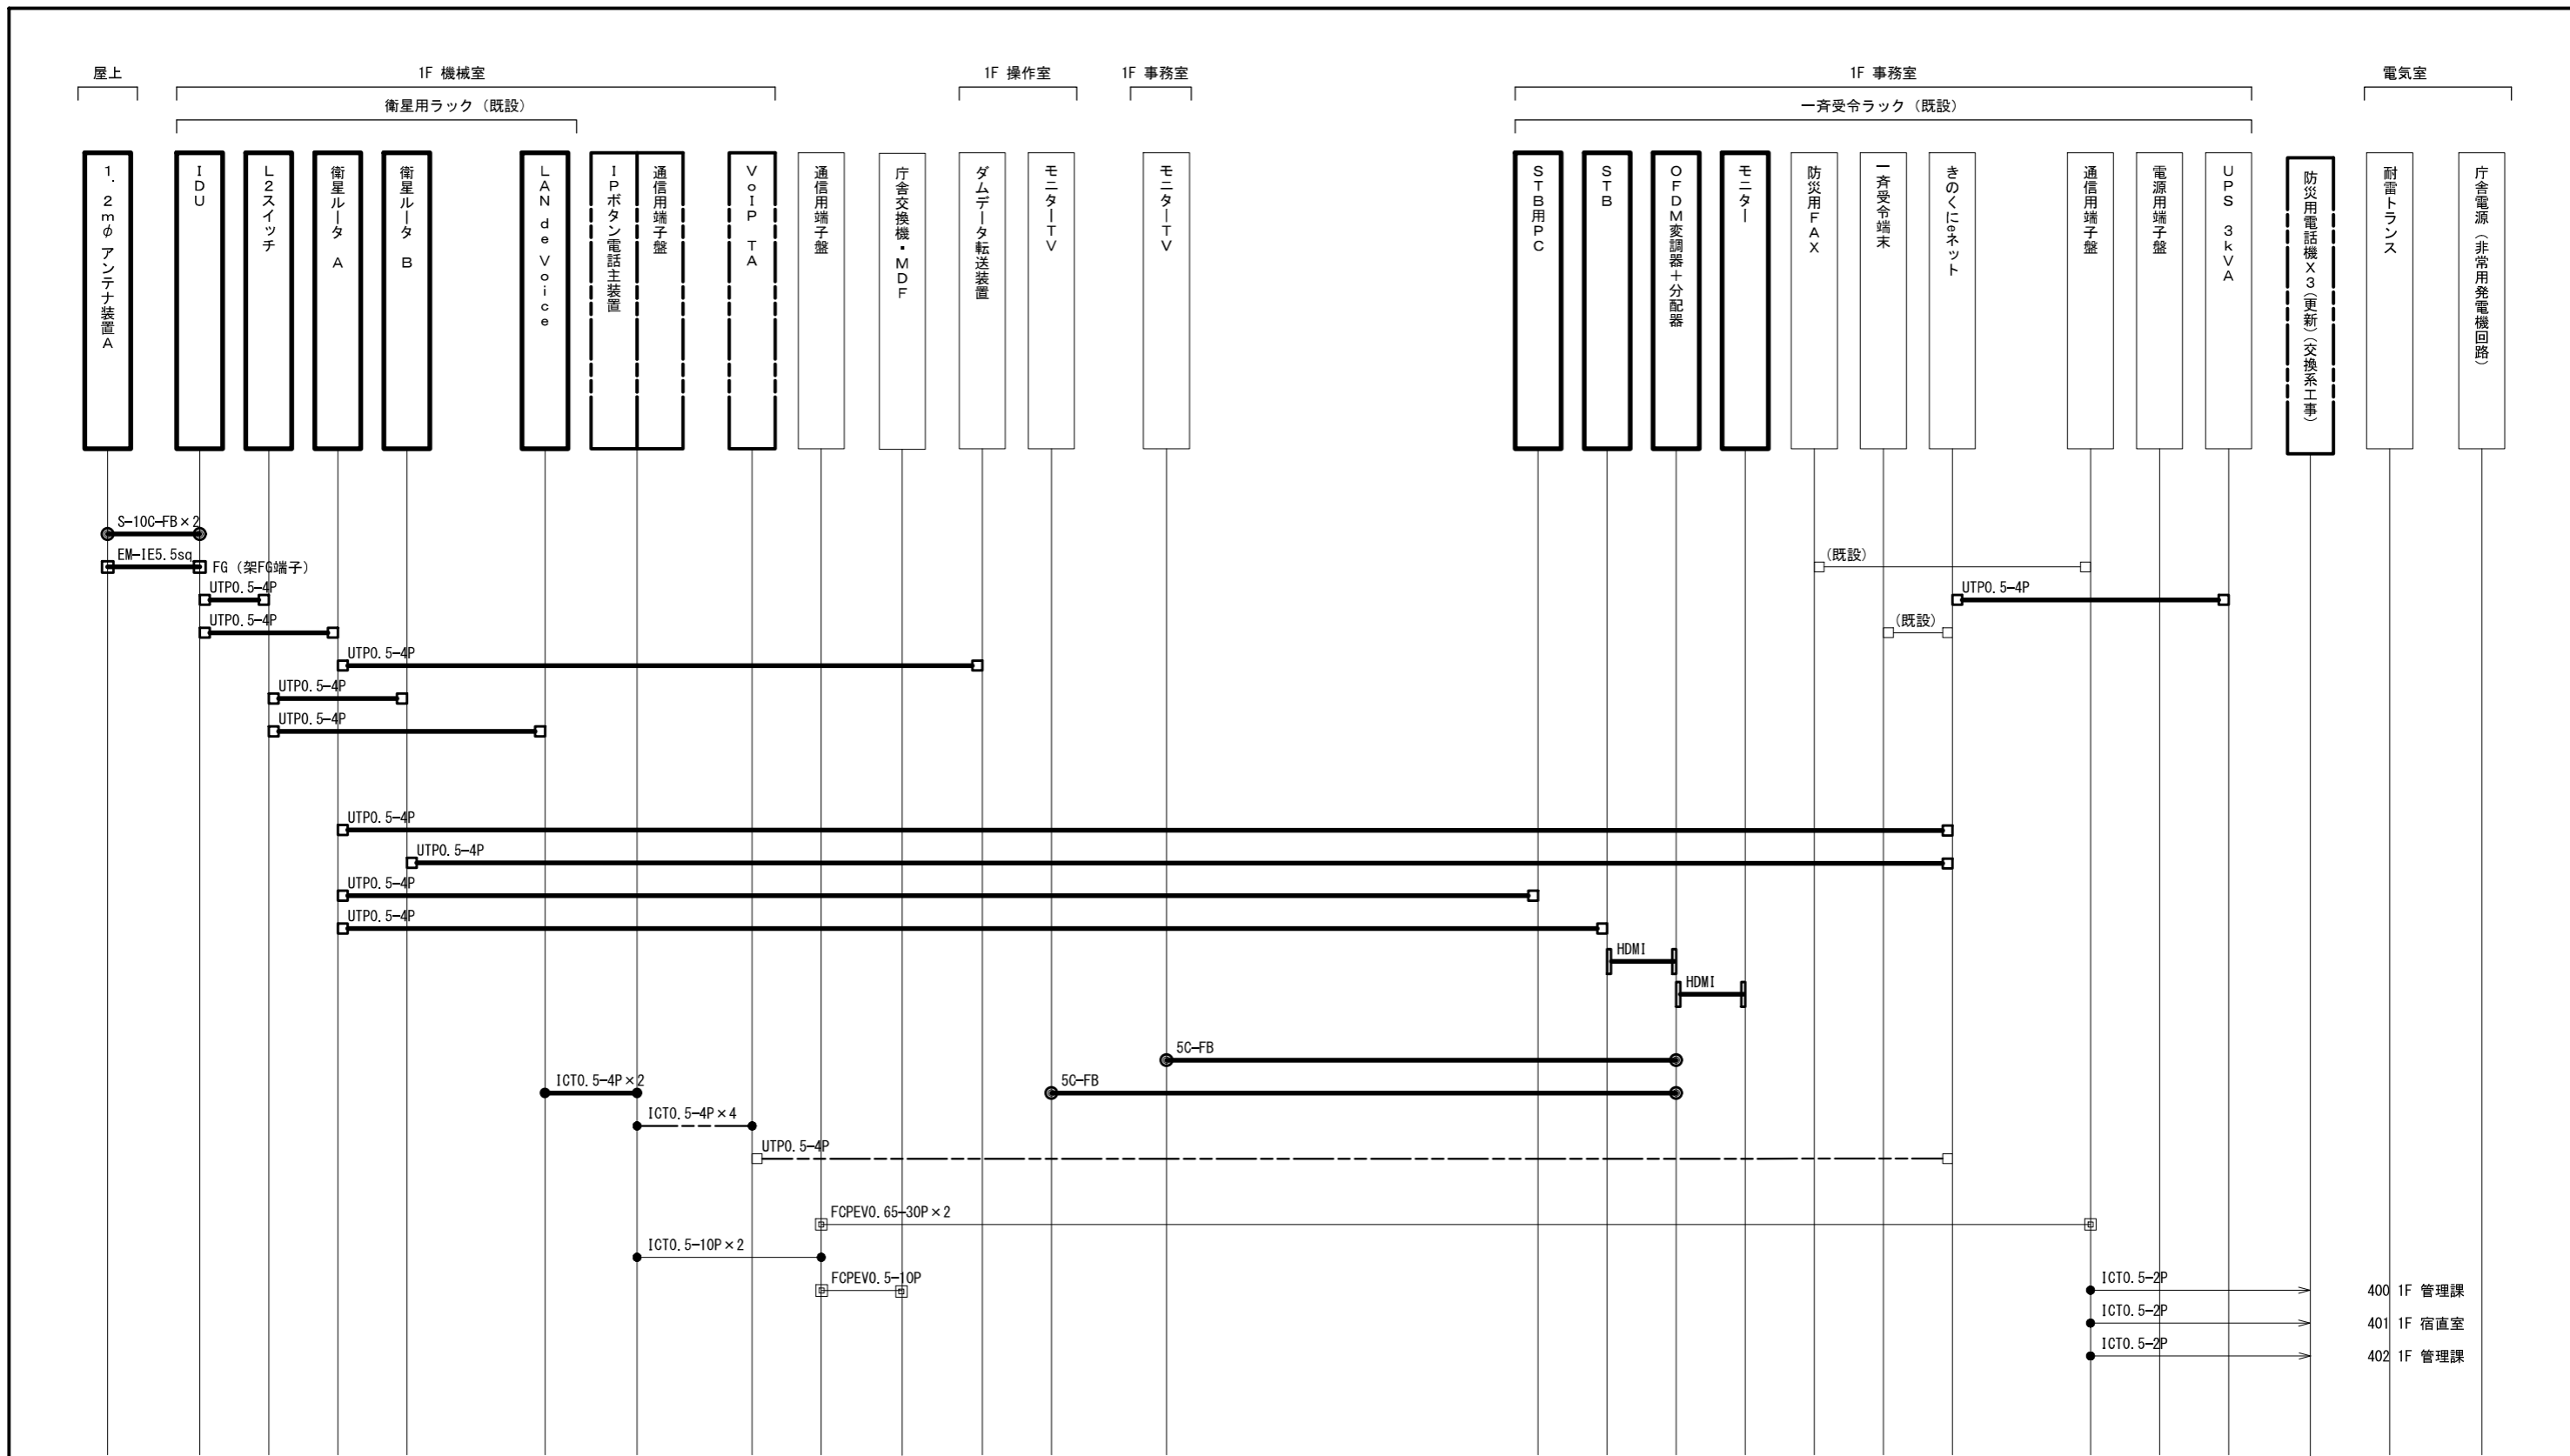 屋上
1F 機械室
1F 操作室
1F 事務室
1F 事務室
電気室
衛星用ラック（既設）
一斉受令ラック（既設）
1．2mφ アンテナ装置A
IDU
L2スイッチ
衛星ルータ A
衛星ルータ B
LAN de Voice
IPボタン電話主装置
通信用端子盤
VoIP TA
通信用端子盤
庁舎交換機・MDF
ダムデータ転送装置
モニターTV
モニターTV
STB用PC
STB
OFDM変調器＋分配器
モニター
防災用FAX
一斉受令端末
きのくにeネット
通信用端子盤
電源用端子盤
UPS 3kVA
防災用電話機X3（更新）（交換系工事）
耐雷トランス
庁舎電源（非常用発電機回路）
S-10C-FB×2
EM-IE5.5sq
FG（架FG端子）
(既設)
UTP0.5-4P
UTP0.5-4P
UTP0.5-4P
(既設)
UTP0.5-4P
UTP0.5-4P
UTP0.5-4P
UTP0.5-4P
UTP0.5-4P
UTP0.5-4P
UTP0.5-4P
HDMI
HDMI
5C-FB
ICT0.5-4P×2
5C-FB
ICT0.5-4P×4
UTP0.5-4P
FCPEV0.65-30P×2
ICT0.5-10P×2
FCPEV0.5-10P
ICT0.5-2P
400 1F 管理課
ICT0.5-2P
401 1F 宿直室
ICT0.5-2P
402 1F 管理課